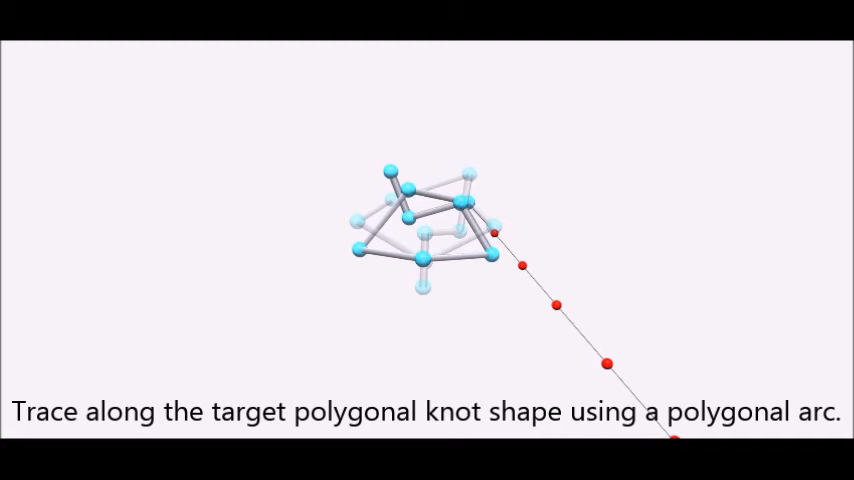 Trace along the target polygonal knot shape using a polygonal arc.